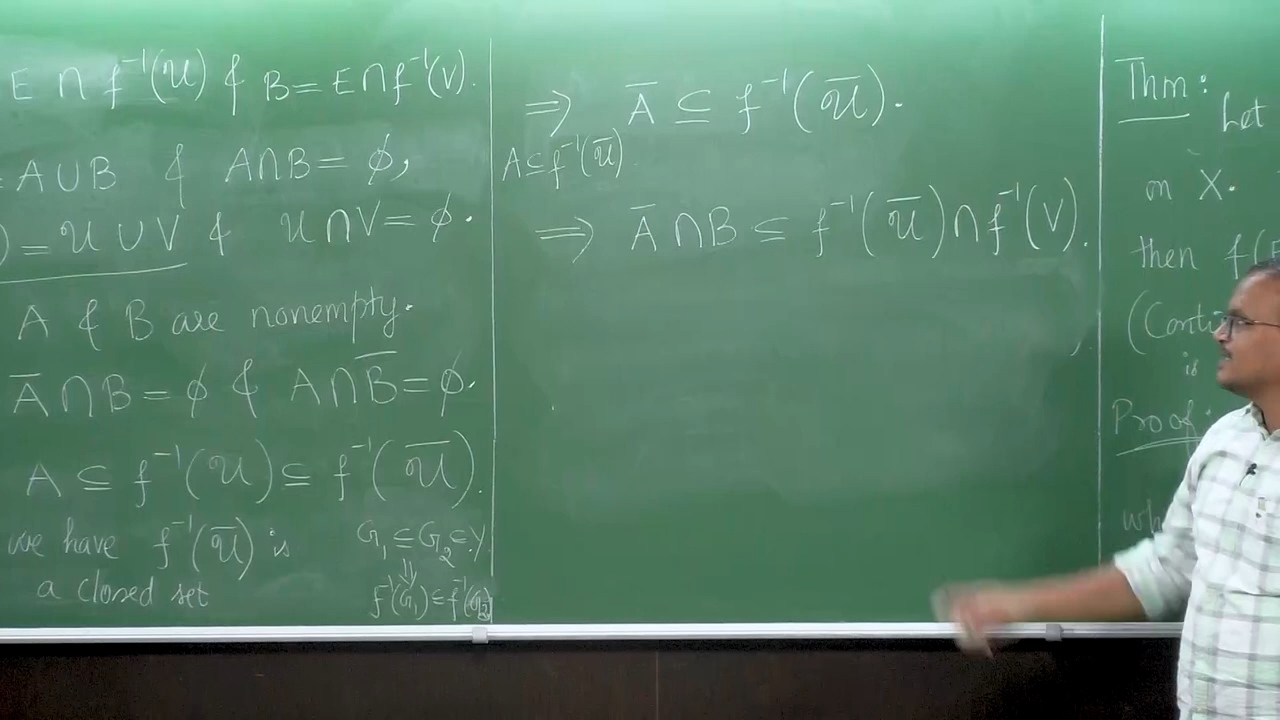 E ∩ f⁻¹(U) & B = E ∩ f⁻¹(V).
= A ∪ B & A ∩ B = ϕ,
) = U ∪ V & U ∩ V = ϕ.
A & B are nonempty.
A̅ ∩ B = ϕ & A ∩ B̅ = ϕ.
A ⊆ f⁻¹(U) ⊆ f⁻¹(U̅).
we have f⁻¹(U̅) is
a closed set
G₁ ⊆ G₂ ⊆ Y
⇓
f⁻¹(G₁) ⊆ f⁻¹(G₂)
⇒ A̅ ⊆ f⁻¹(U̅).
A ⊆ f⁻¹(U̅)
⇒ A̅ ∩ B ⊆ f⁻¹(U̅) ∩ f⁻¹(V).
Thm: Let
on X.
then f(
(Conti
is
Proof:
wh